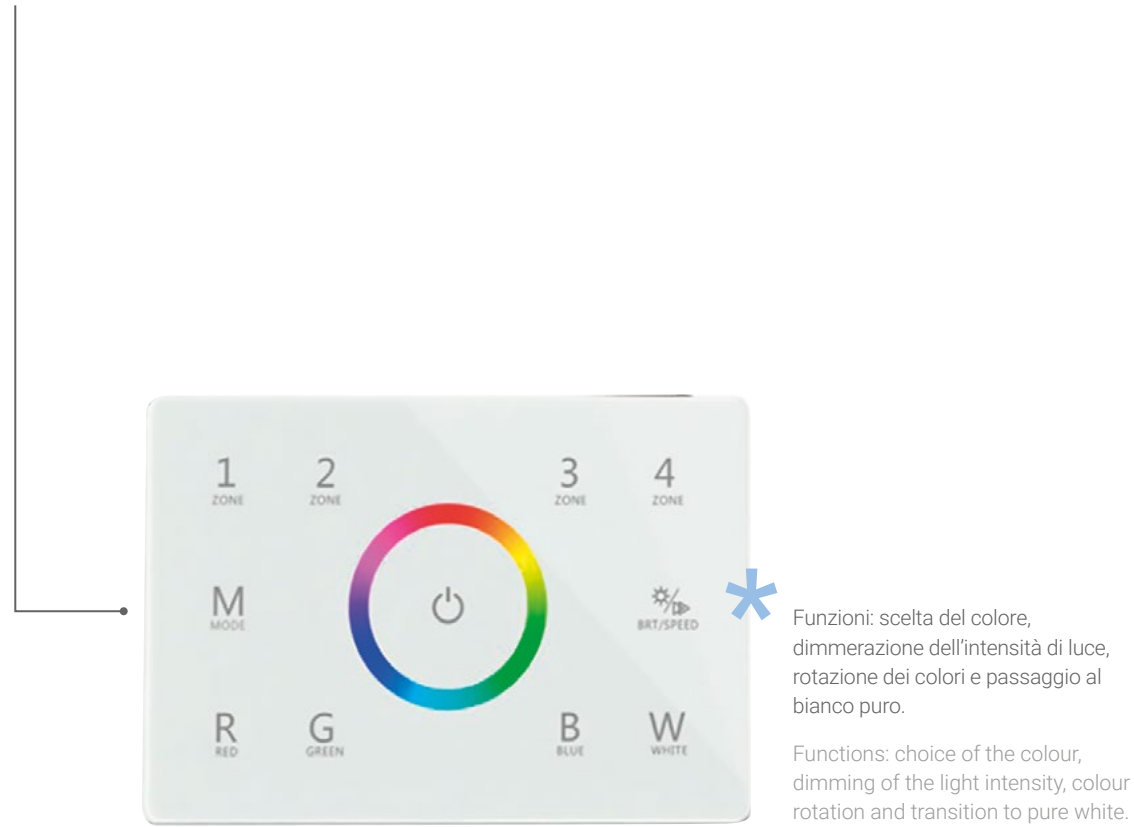 1 2 3 4
ZONE ZONE ZONE ZONE
M
MODE
BRT/SPEED
R G B W
RED GREEN BLUE WHITE
Funzioni: scelta del colore,
dimmerazione dell'intensità di luce,
rotazione dei colori e passaggio al
bianco puro.
Functions: choice of the colour,
dimming of the light intensity, colour
rotation and transition to pure white.